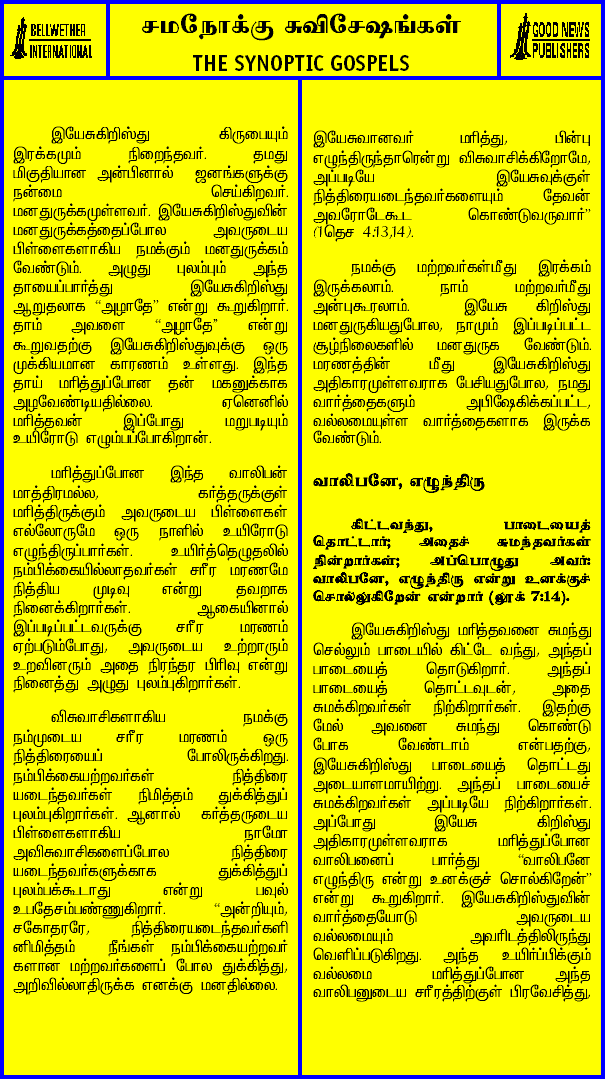 BELLWETHER
INTERNATIONAL
சமநோக்கு சுவிசேஷங்கள்
THE SYNOPTIC GOSPELS
GOOD NEWS
PUBLISHERS
இயேசுகிறிஸ்து கிருபையும்
இரக்கமும் நிறைந்தவர். தமது
மிகுதியான அன்பினால் ஜனங்களுக்கு
நன்மை செய்கிறவர்.
மனதுருக்கமுள்ளவர். இயேசுகிறிஸ்துவின்
மனதுருக்கத்தைப்போல அவருடைய
பிள்ளைகளாகிய நமக்கும் மனதுருக்கம்
வேண்டும். அழுது புலம்பும் அந்த
தாயைப்பார்த்து இயேசுகிறிஸ்து
ஆறுதலாக “அழாதே” என்று கூறுகிறார்.
தாம் அவளை “அழாதே” என்று
கூறுவதற்கு இயேசுகிறிஸ்துவுக்கு ஒரு
முக்கியமான காரணம் உள்ளது. இந்த
தாய் மரித்துப்போன தன் மகனுக்காக
அழவேண்டியதில்லை. ஏனெனில்
மரித்தவன் இப்போது மறுபடியும்
உயிரோடு எழும்பப்போகிறான்.
மரித்துப்போன இந்த வாலிபன்
மாத்திரமல்ல, கர்த்தருக்குள்
மரித்திருக்கும் அவருடைய பிள்ளைகள்
எல்லோருமே ஒரு நாளில் உயிரோடு
எழுந்திருப்பார்கள். உயிர்த்தெழுதலில்
நம்பிக்கையில்லாதவர்கள் சரீர மரணமே
நித்திய முடிவு என்று தவறாக
நினைக்கிறார்கள். ஆகையினால்
இப்படிப்பட்டவருக்கு சரீர மரணம்
ஏற்படும்போது, அவருடைய உற்றாரும்
உறவினரும் அதை நிரந்தர பிரிவு என்று
நினைத்து அழுது புலம்புகிறார்கள்.
விசுவாசிகளாகிய நமக்கு
நம்முடைய சரீர மரணம் ஒரு
நித்திரையைப் போலிருக்கிறது.
நம்பிக்கையற்றவர்கள் நித்திரை
யடைந்தவர்கள் நிமித்தம் துக்கித்துப்
புலம்புகிறார்கள். ஆனால் கர்த்தருடைய
பிள்ளைகளாகிய நாமோ
அவிசுவாசிகளைப்போல நித்திரை
யடைந்தவர்களுக்காக துக்கித்துப்
புலம்பக்கூடாது என்று பவுல்
உபதேசம்பண்ணுகிறார். “அன்றியும்,
சகோதரரே, நித்திரையடைந்தவர்களி
னிமித்தம் நீங்கள் நம்பிக்கையற்றவர்
களான மற்றவர்களைப் போல துக்கித்து,
அறிவில்லாதிருக்க எனக்கு மனதில்லை.
இயேசுவானவர் மரித்து, பின்பு
எழுந்திருந்தாரென்று விசுவாசிக்கிறோமே,
அப்படியே இயேசுவுக்குள்
நித்திரையடைந்தவர்களையும் தேவன்
அவரோடேகூட கொண்டுவருவார்”
(1தெச 4:13,14).
நமக்கு மற்றவர்கள்மீது இரக்கம்
இருக்கலாம். நாம் மற்றவர்மீது
அன்புகூரலாம். இயேசு கிறிஸ்து
மனதுருகியதுபோல, நாமும் இப்படிப்பட்ட
சூழ்நிலைகளில் மனதுருக வேண்டும்.
மரணத்தின் மீது இயேசுகிறிஸ்து
அதிகாரமுள்ளவராக பேசியதுபோல, நமது
வார்த்தைகளும் அபிஷேகிக்கப்பட்ட,
வல்லமையுள்ள வார்த்தைகளாக இருக்க
வேண்டும்.
வாலிபனே, எழுந்திரு
கிட்டவந்து, பாடையைத்
தொட்டார்; அதைச் சுமந்தவர்கள்
நின்றார்கள்; அப்பொழுது அவர்:
வாலிபனே, எழுந்திரு என்று உனக்குச்
சொல்லுகிறேன் என்றார் (லூக் 7:14).
இயேசுகிறிஸ்து மரித்தவனை சுமந்து
செல்லும் பாடையில் கிட்டே வந்து, அந்தப்
பாடையைத் தொடுகிறார். அந்தப்
பாடையைத் தொட்டவுடன், அதை
சுமக்கிறவர்கள் நிற்கிறார்கள். இதற்கு
மேல் அவனை சுமந்து கொண்டு
போக வேண்டாம் என்பதற்கு,
இயேசுகிறிஸ்து பாடையைத் தொட்டது
அடையாளமாயிற்று. அந்தப் பாடையைச்
சுமக்கிறவர்கள் அப்படியே நிற்கிறார்கள்.
அப்போது இயேசு கிறிஸ்து
அதிகாரமுள்ளவராக மரித்துப்போன
வாலிபனைப் பார்த்து “வாலிபனே
எழுந்திரு என்று உனக்குச் சொல்கிறேன்”
என்று கூறுகிறார். இயேசுகிறிஸ்துவின்
வார்த்தையோடு அவருடைய
வல்லமையும் அவரிடத்திலிருந்து
வெளிப்படுகிறது. அந்த உயிர்ப்பிக்கும்
வல்லமை மரித்துப்போன அந்த
வாலிபனுடைய சரீரத்திற்குள் பிரவேசித்து,